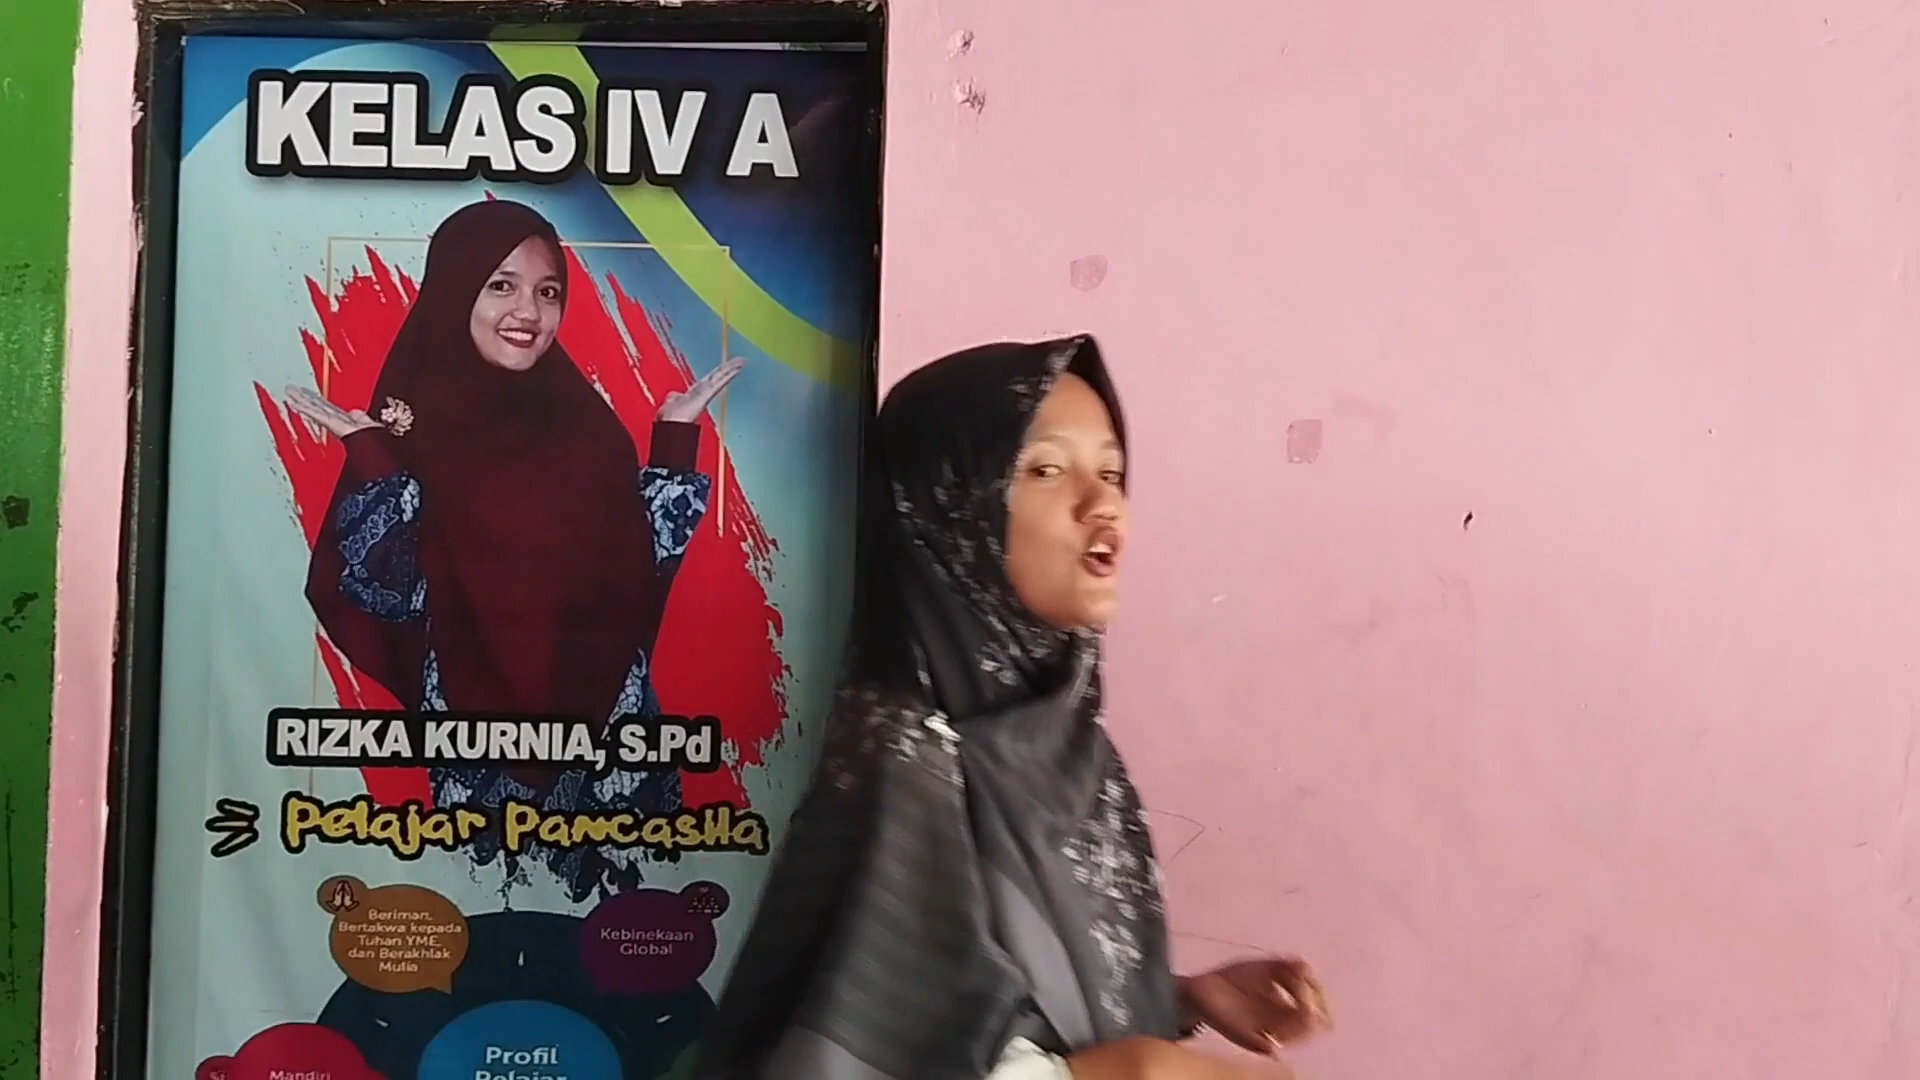 KELAS IV A
RIZKA KURNIA, S.Pd
Pelajar Pancasila
Beriman,
Bertakwa kepada
Tuhan YME,
dan Berakhlak
Mulia
Kebinekaan
Global
Mandiri
Profil
Pelajar